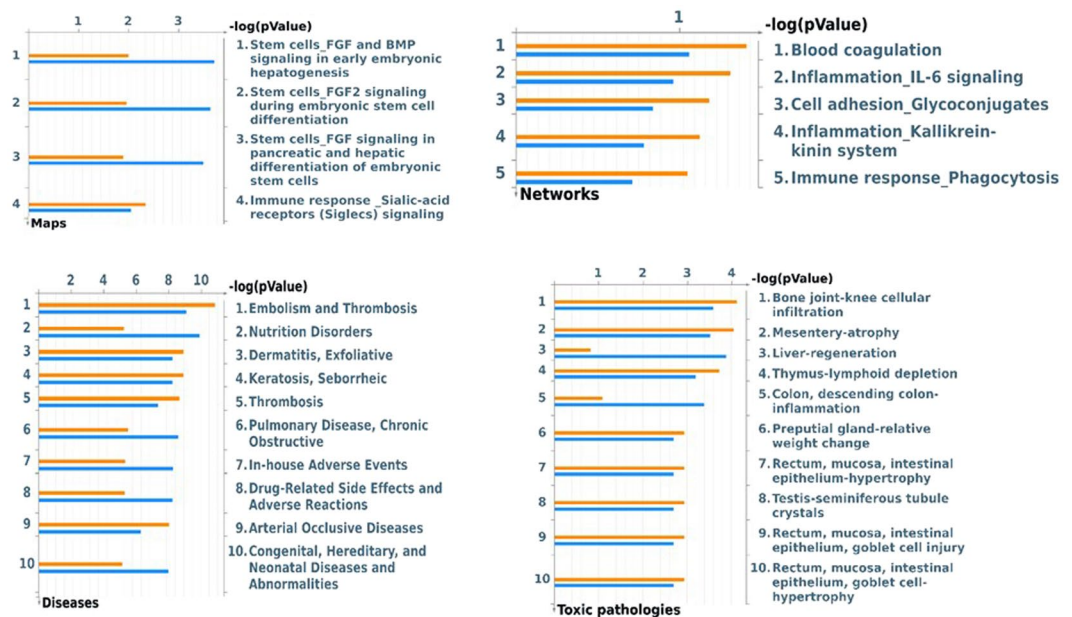 1 2 3 -log(pValue)
1 1.Stem cells_FGF and BMP
signaling in early embryonic
hepatogenesis
2 2.Stem cells_FGF2 signaling
during embryonic stem cell
differentiation
3 3.Stem cells_FGF signaling in
pancreatic and hepatic
differentiation of embryonic
stem cells
4 4.Immune response _Sialic-acid
receptors (Siglecs) signaling
Maps
1 -log(pValue)
1 1.Blood coagulation
2 2.Inflammation_IL-6 signaling
3 3.Cell adhesion_Glycoconjugates
4 4.Inflammation_Kallikrein-
kinin system
5 5.Immune response_Phagocytosis
Networks
2 4 6 8 10 -log(pValue)
1 1.Embolism and Thrombosis
2 2.Nutrition Disorders
3 3.Dermatitis, Exfoliative
4 4.Keratosis, Seborrheic
5 5.Thrombosis
6 6.Pulmonary Disease, Chronic
Obstructive
7 7.In-house Adverse Events
8 8.Drug-Related Side Effects and
Adverse Reactions
9 9.Arterial Occlusive Diseases
10 10.Congenital, Hereditary, and
Neonatal Diseases and
Abnormalities
Diseases
1 2 3 4 -log(pValue)
1 1.Bone joint-knee cellular
infiltration
2 2.Mesentery-atrophy
3 3.Liver-regeneration
4 4.Thymus-lymphoid depletion
5 5.Colon, descending colon-
inflammation
6 6.Preputial gland-relative
weight change
7 7.Rectum, mucosa, intestinal
epithelium-hypertrophy
8 8.Testis-seminiferous tubule
crystals
9 9.Rectum, mucosa, intestinal
epithelium, goblet cell injury
10 10.Rectum, mucosa, intestinal
epithelium, goblet cell-
hypertrophy
Toxic pathologies